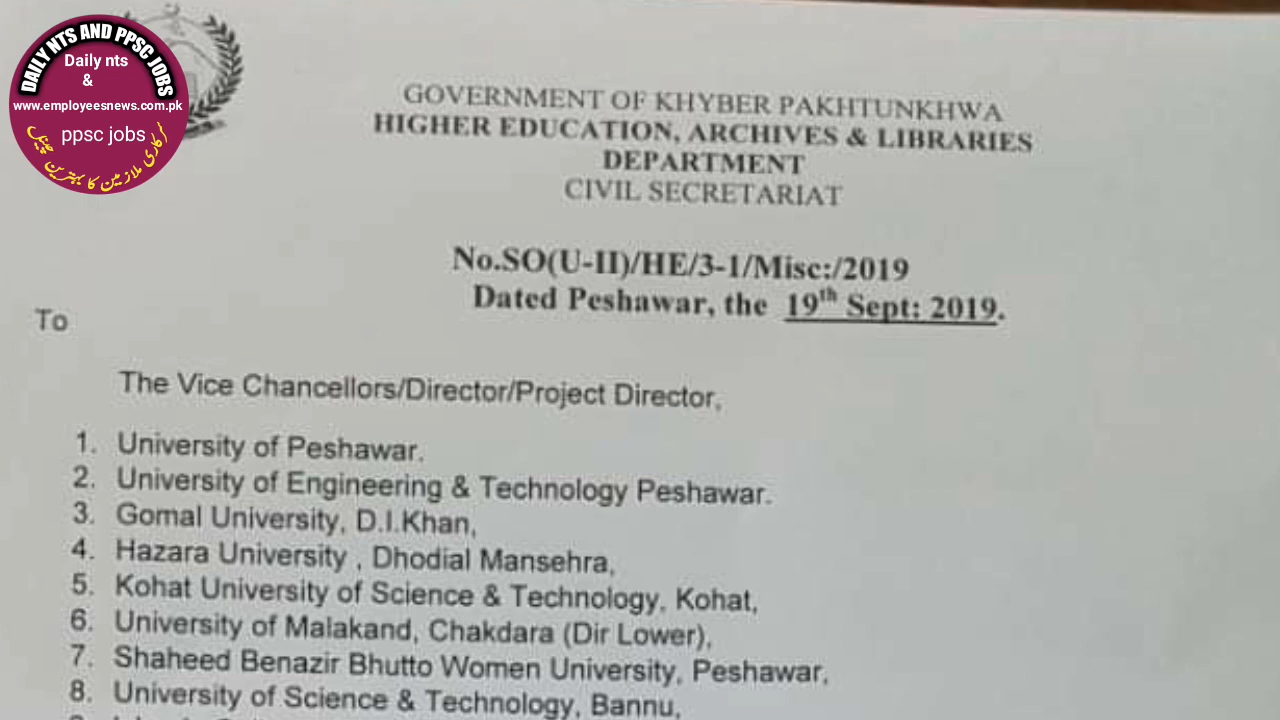 DAILY NTS AND PPSC JOBS
Daily nts
&
www.employeesnews.com.pk
ppsc jobs
سرکاری ملازمین کا بہترین چینل
GOVERNMENT OF KHYBER PAKHTUNKHWA
HIGHER EDUCATION, ARCHIVES & LIBRARIES
DEPARTMENT
CIVIL SECRETARIAT
No.SO(U-II)/HE/3-1/Misc:/2019
Dated Peshawar, the 19th Sept: 2019.
To
The Vice Chancellors/Director/Project Director,
1. University of Peshawar.
2. University of Engineering & Technology Peshawar.
3. Gomal University, D.I.Khan,
4. Hazara University , Dhodial Mansehra,
5. Kohat University of Science & Technology, Kohat,
6. University of Malakand, Chakdara (Dir Lower),
7. Shaheed Benazir Bhutto Women University, Peshawar,
8. University of Science & Technology, Bannu,